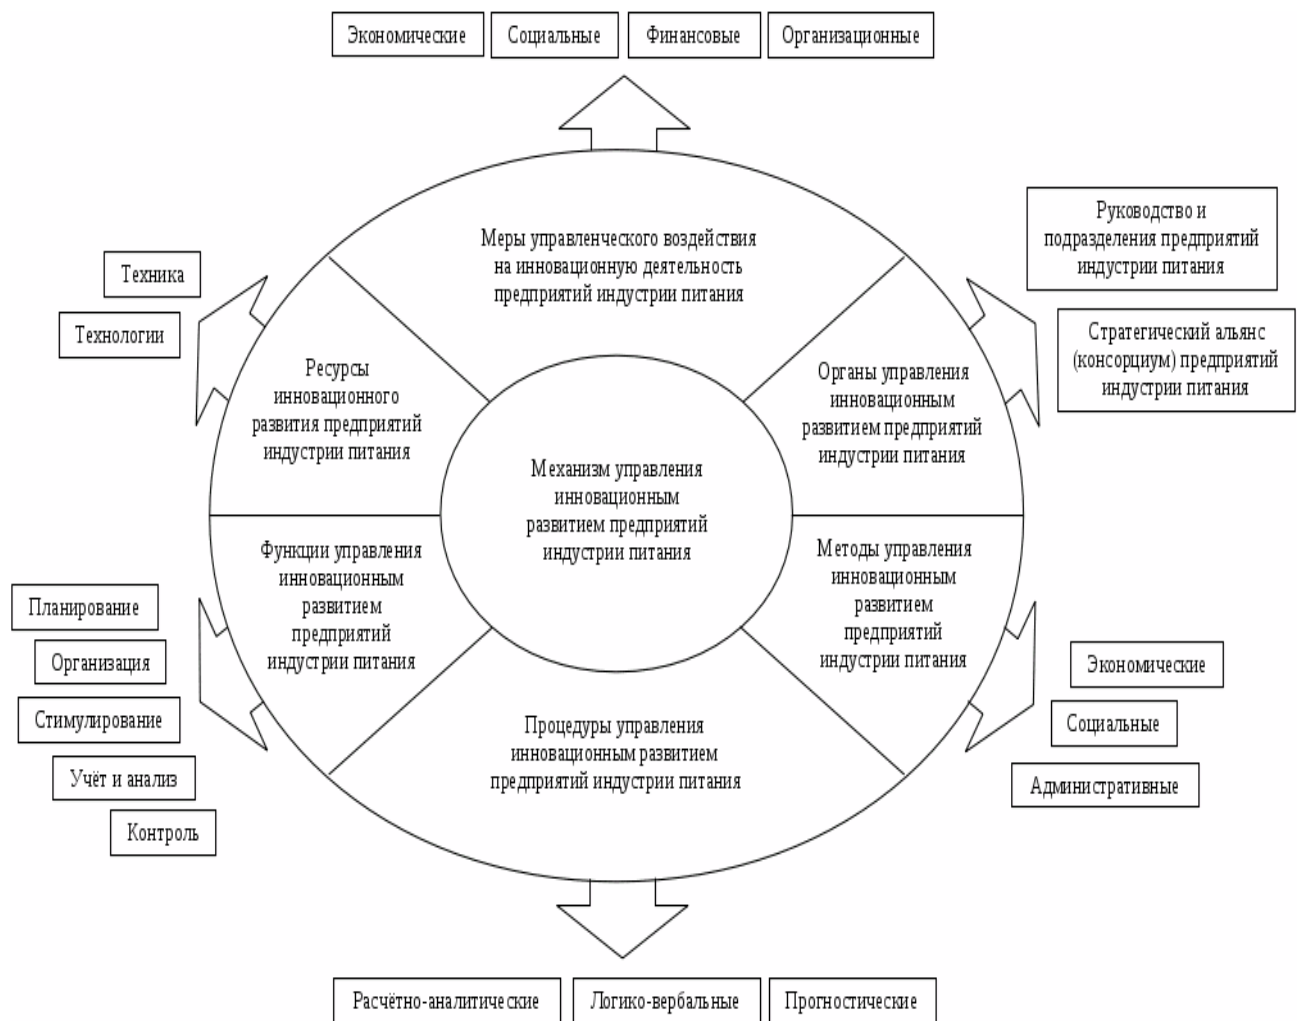 Экономические
Социальные
Финансовые
Организационные
Меры управленческого воздействия
на инновационную деятельность
предприятий индустрии питания
Руководство и
подразделения предприятий
индустрии питания
Стратегический альянс
(консорциум) предприятий
индустрии питания
Техника
Технологии
Ресурсы
инновационного
развития предприятий
индустрии питания
Органы управления
инновационным
развитием предприятий
индустрии питания
Механизм управления
инновационным
развитием предприятий
индустрии питания
Функции управления
инновационным
развитием
предприятий
индустрии питания
Методы управления
инновационным
развитием
предприятий
индустрии питания
Планирование
Организация
Стимулирование
Учёт и анализ
Контроль
Экономические
Социальные
Административные
Процедуры управления
инновационным развитием
предприятий индустрии питания
Расчётно-аналитические
Логико-вербальные
Прогностические